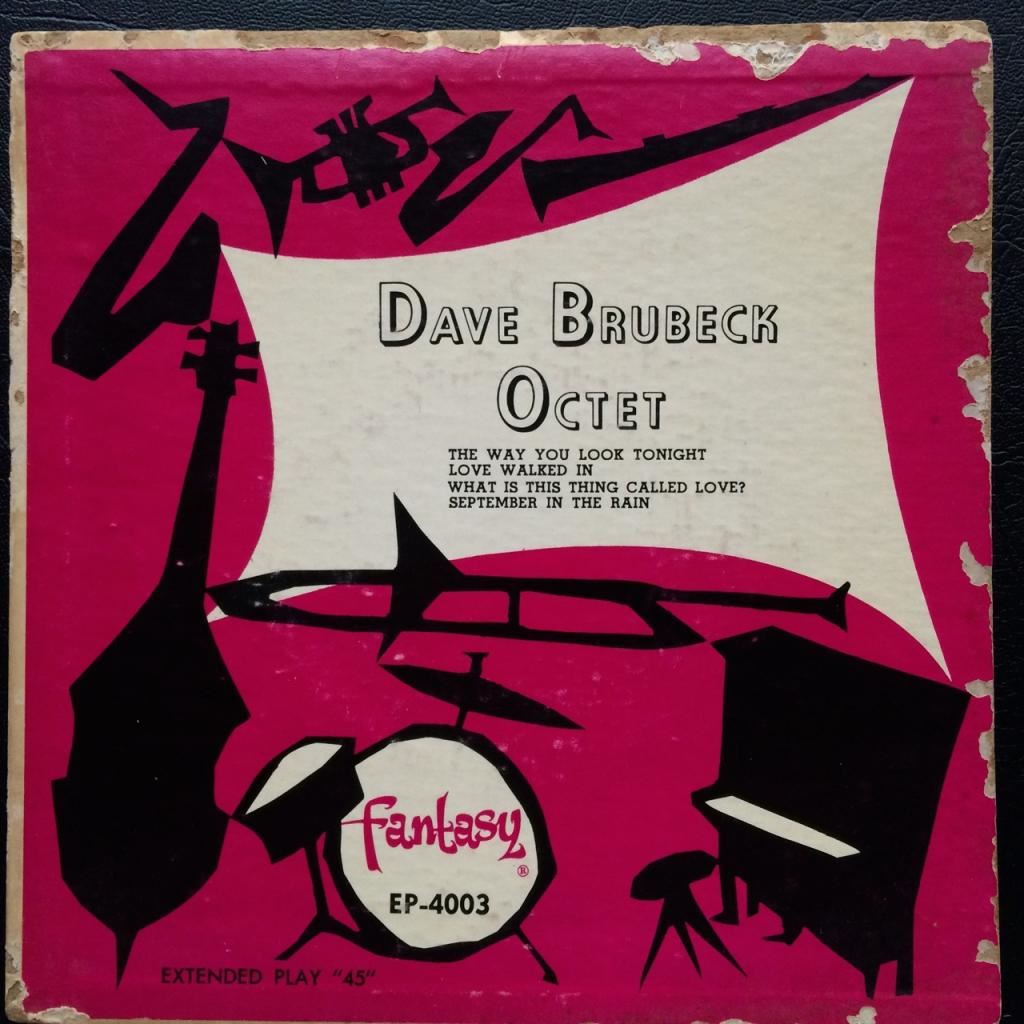 DAVE BRUBECK
OCTET
THE WAY YOU LOOK TONIGHT
LOVE WALKED IN
WHAT IS THIS THING CALLED LOVE?
SEPTEMBER IN THE RAIN
fantasy
®
EP-4003
EXTENDED PLAY "45"